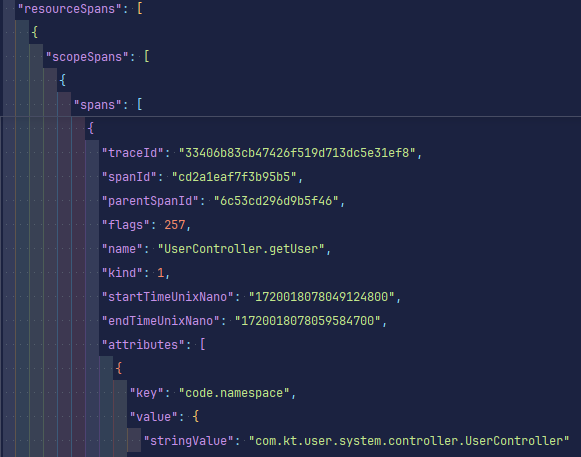 "resourceSpans": [
{
"scopeSpans": [
{
"spans": [
{
"traceId": "33406b83cb47426f519d713dc5e31ef8",
"spanId": "cd2a1eaf7f3b95b5",
"parentSpanId": "6c53cd296d9b5f46",
"flags": 257,
"name": "UserController.getUser",
"kind": 1,
"startTimeUnixNano": "1720018078049124800",
"endTimeUnixNano": "1720018078059584700",
"attributes": [
{
"key": "code.namespace",
"value": {
"stringValue": "com.kt.user.system.controller.UserController"